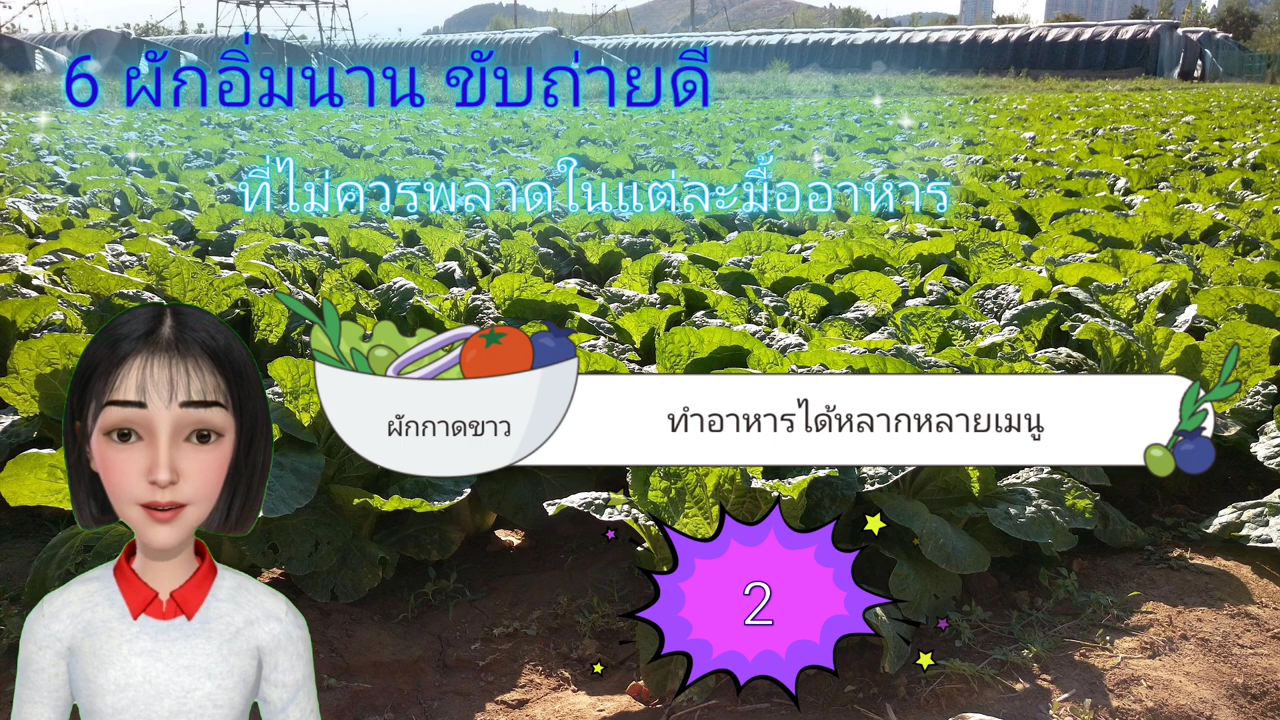 6 ผักอิ่มนาน ขับถ่ายดี
ที่ไม่ควรพลาดในแต่ละมื้ออาหาร
ผักกาดขาว
ทำอาหารได้หลากหลายเมนู
2